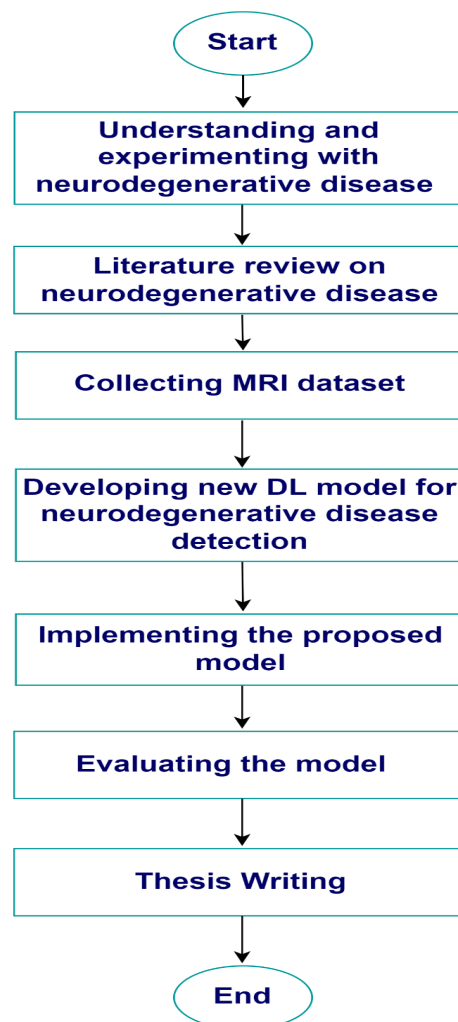 Start
Understanding and
experimenting with
neurodegenerative disease
Literature review on
neurodegenerative disease
Collecting MRI dataset
Developing new DL model for
neurodegenerative disease
detection
Implementing the proposed
model
Evaluating the model
Thesis Writing
End